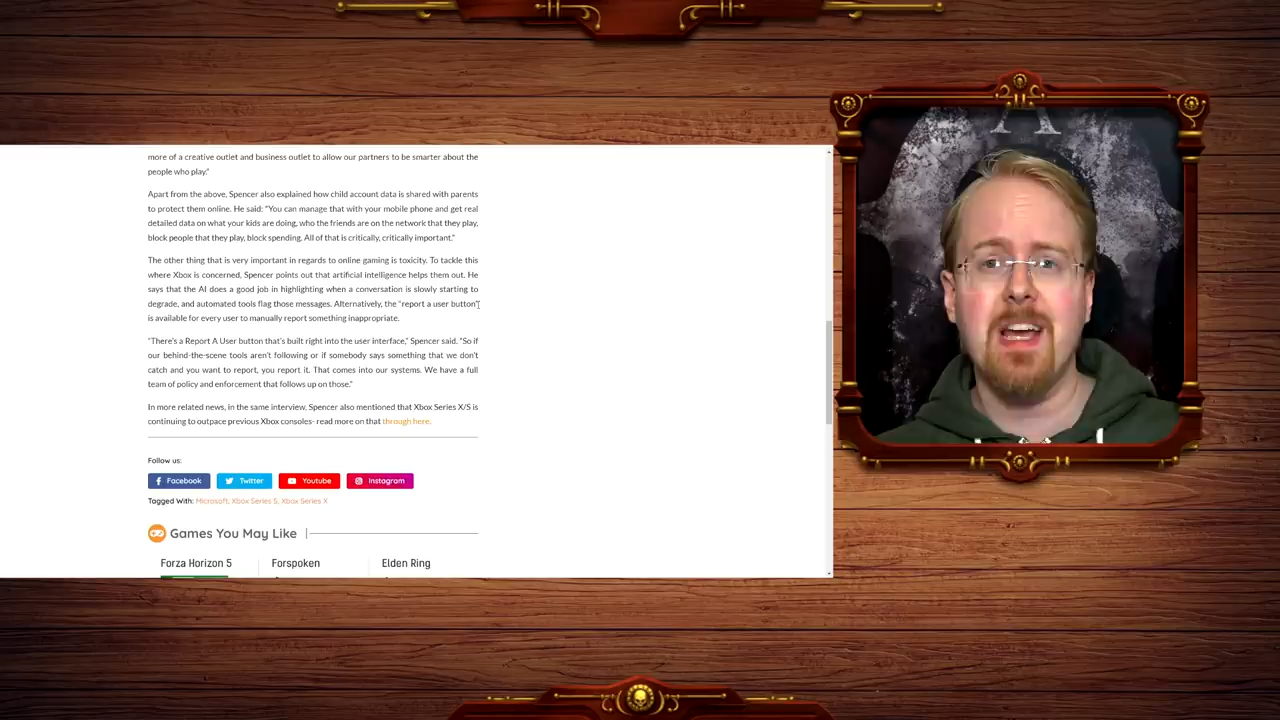 more of a creative outlet and business outlet to allow our partners to be smarter about the
people who play."
Apart from the above, Spencer also explained how child account data is shared with parents
to protect them online. He said: "You can manage that with your mobile phone and get real
detailed data on what your kids are doing, who the friends are on the network that they play,
block people that they play, block spending. All of that is critically, critically important."
The other thing that is very important in regards to online gaming is toxicity. To tackle this
where Xbox is concerned, Spencer points out that artificial intelligence helps them out. He
says that the AI does a good job in highlighting when a conversation is slowly starting to
degrade, and automated tools flag those messages. Alternatively, the "report a user button"
is available for every user to manually report something inappropriate.
"There's a Report A User button that's built right into the user interface," Spencer said. "So if
our behind-the-scene tools aren't following or if somebody says something that we don't
catch and you want to report, you report it. That comes into our systems. We have a full
team of policy and enforcement that follows up on those."
In more related news, in the same interview, Spencer also mentioned that Xbox Series X/S is
continuing to outpace previous Xbox consoles- read more on that through here.
Follow us:
Facebook Twitter Youtube Instagram
Tagged With: Microsoft, Xbox Series S, Xbox Series X
Games You May Like
Forza Horizon 5 Forspoken Elden Ring